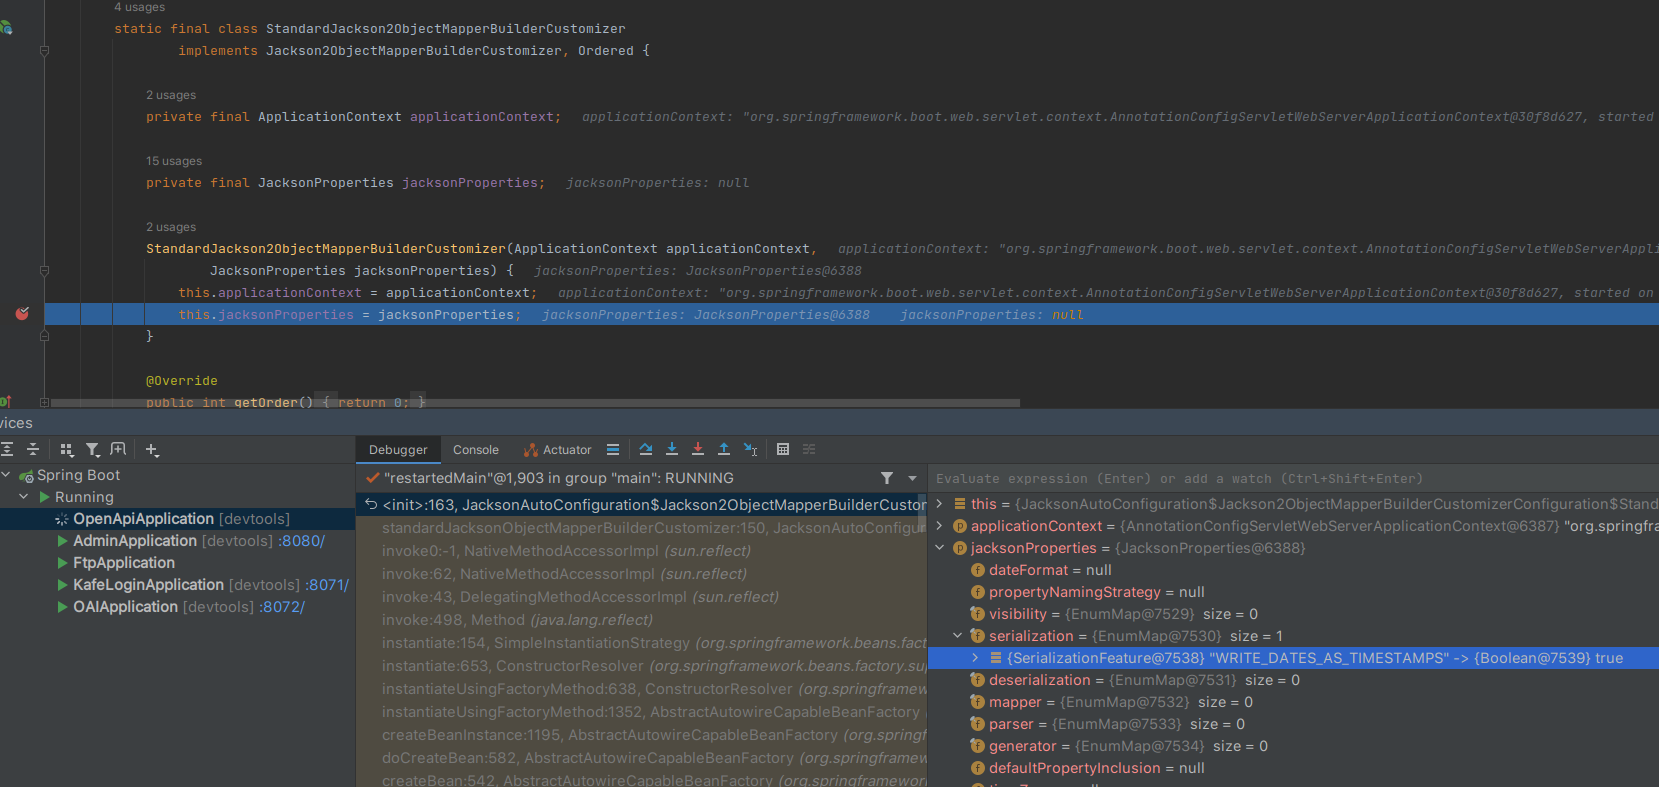 4 usages
static final class StandardJackson2ObjectMapperBuilderCustomizer
implements Jackson2ObjectMapperBuilderCustomizer, Ordered {
2 usages
private final ApplicationContext applicationContext; applicationContext: "org.springframework.boot.web.servlet.context.AnnotationConfigServletWebServerApplicationContext@30f8d627, started
15 usages
private final JacksonProperties jacksonProperties; jacksonProperties: null
2 usages
StandardJackson2ObjectMapperBuilderCustomizer(ApplicationContext applicationContext, applicationContext: "org.springframework.boot.web.servlet.context.AnnotationConfigServletWebServerAppli
JacksonProperties jacksonProperties) { jacksonProperties: JacksonProperties@6388
this.applicationContext = applicationContext; applicationContext: "org.springframework.boot.web.servlet.context.AnnotationConfigServletWebServerApplicationContext@30f8d627, started on
this.jacksonProperties = jacksonProperties; jacksonProperties: JacksonProperties@6388 jacksonProperties: null
}
@Override
public int getOrder() { return 0; }
vices
Debugger Console Actuator
Spring Boot
Running
OpenApiApplication [devtools]
AdminApplication [devtools] :8080/
FtpApplication
KafeLoginApplication [devtools] :8071/
OAIApplication [devtools] :8072/
"restartedMain"@1,903 in group "main": RUNNING
<init>:163, JacksonAutoConfiguration$Jackson2ObjectMapperBuilderCustom
standardJacksonObjectMapperBuilderCustomizer:150, JacksonAutoConfigur
invoke0:-1, NativeMethodAccessorImpl (sun.reflect)
invoke:62, NativeMethodAccessorImpl (sun.reflect)
invoke:43, DelegatingMethodAccessorImpl (sun.reflect)
invoke:498, Method (java.lang.reflect)
instantiate:154, SimpleInstantiationStrategy (org.springframework.beans.fact
instantiate:653, ConstructorResolver (org.springframework.beans.factory.sup
instantiateUsingFactoryMethod:638, ConstructorResolver (org.springframew
instantiateUsingFactoryMethod:1352, AbstractAutowireCapableBeanFactory
createBeanInstance:1195, AbstractAutowireCapableBeanFactory (org.springf
doCreateBean:582, AbstractAutowireCapableBeanFactory (org.springframew
createBean:542, AbstractAutowireCapableBeanFactory (org.springframework
Evaluate expression (Enter) or add a watch (Ctrl+Shift+Enter)
this = {JacksonAutoConfiguration$Jackson2ObjectMapperBuilderCustomizerConfiguration$Stand
applicationContext = {AnnotationConfigServletWebServerApplicationContext@6387} "org.springfra
jacksonProperties = {JacksonProperties@6388}
dateFormat = null
propertyNamingStrategy = null
visibility = {EnumMap@7529} size = 0
serialization = {EnumMap@7530} size = 1
{SerializationFeature@7538} "WRITE_DATES_AS_TIMESTAMPS" -> {Boolean@7539} true
deserialization = {EnumMap@7531} size = 0
mapper = {EnumMap@7532} size = 0
parser = {EnumMap@7533} size = 0
generator = {EnumMap@7534} size = 0
defaultPropertyInclusion = null